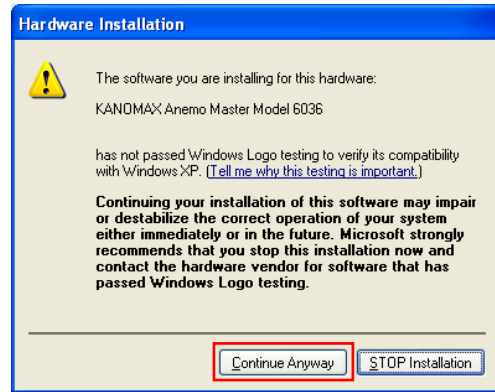 Hardware Installation
The software you are installing for this hardware:
KANOMAX Anemo Master Model 6036
has not passed Windows Logo testing to verify its compatibility
with Windows XP. (Tell me why this testing is important.)
Continuing your installation of this software may impair
or destabilize the correct operation of your system
either immediately or in the future. Microsoft strongly
recommends that you stop this installation now and
contact the hardware vendor for software that has
passed Windows Logo testing.
Continue Anyway STOP Installation